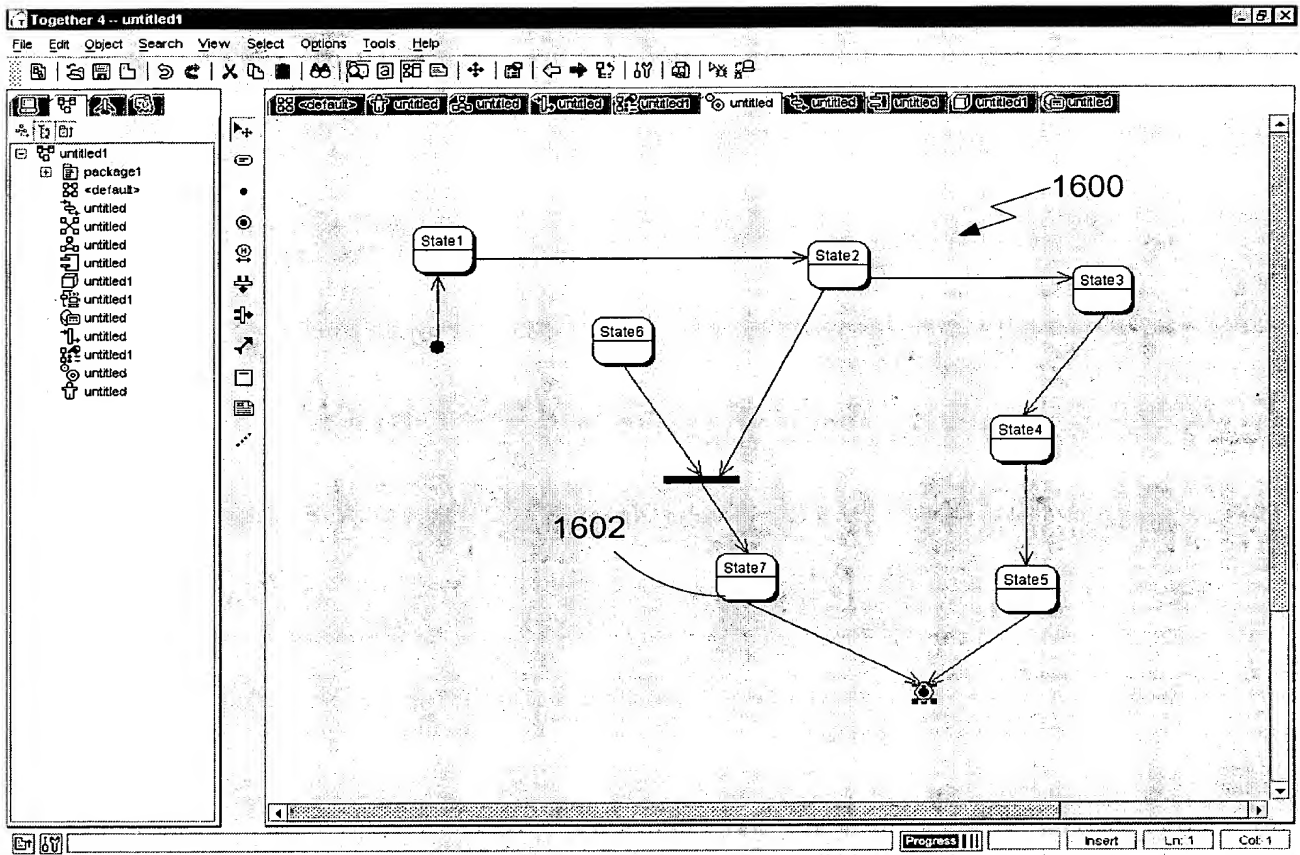 Together 4 -- untitled1
File Edit Object Search View Select Options Tools Help
<default> untitled untitled untitled untitled1 untitled untitled untitled untitled1 untitled
untitled1
package1
<default>
untitled
untitled
untitled
untitled
untitled1
untitled1
untitled
untitled
untitled1
untitled
untitled
1600
State1
State2
State3
State6
State4
1602
State7
State5
Progress Insert Ln: 1 Col: 1